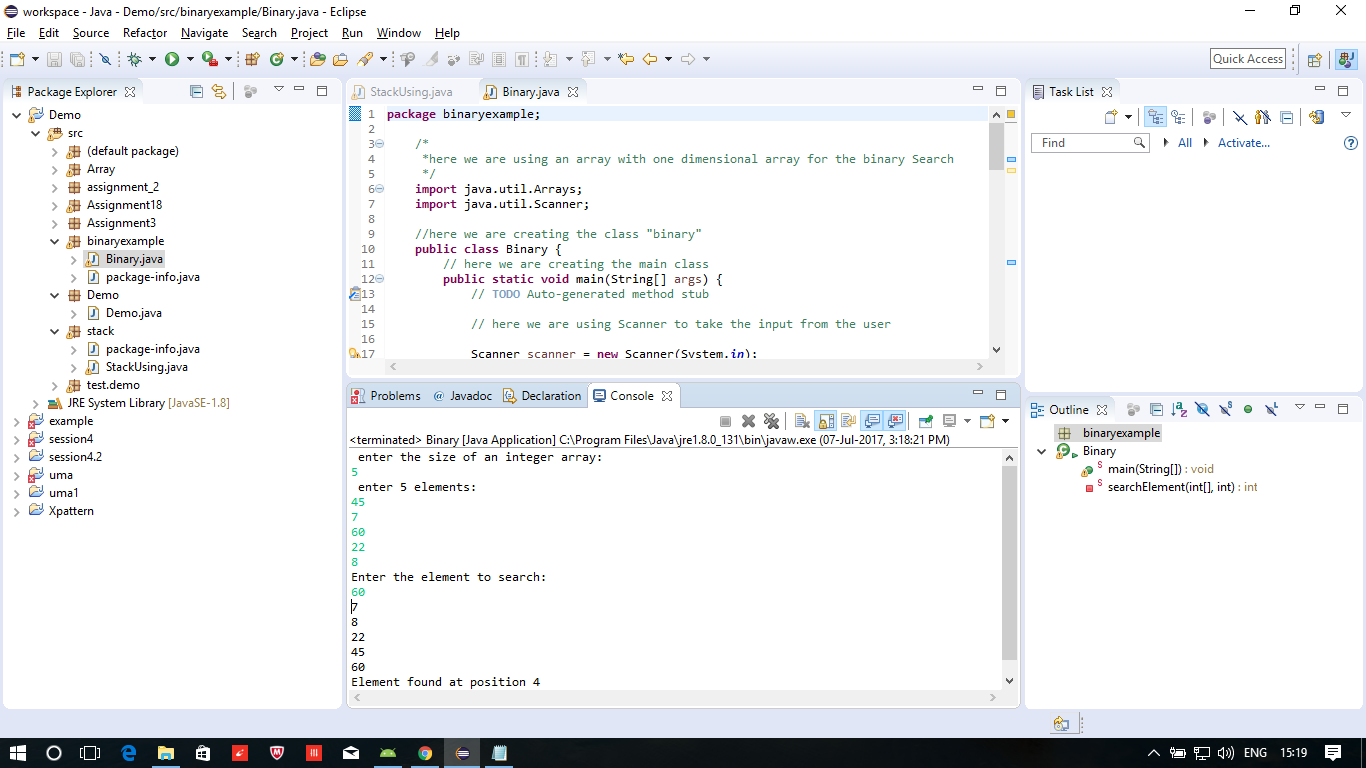 workspace - Java - Demo/src/binaryexample/Binary.java - Eclipse
File Edit Source Refactor Navigate Search Project Run Window Help
Quick Access
Package Explorer
Demo
src
(default package)
Array
assignment_2
Assignment18
Assignment3
binaryexample
Binary.java
package-info.java
Demo
Demo.java
stack
package-info.java
StackUsing.java
test.demo
JRE System Library [JavaSE-1.8]
example
session4
session4.2
uma
uma1
Xpattern
StackUsing.java Binary.java
1 package binaryexample;
2
3 /*
4 *here we are using an array with one dimensional array for the binary Search
5 */
6 import java.util.Arrays;
7 import java.util.Scanner;
8
9 //here we are creating the class "binary"
10 public class Binary {
11 // here we are creating the main class
12 public static void main(String[] args) {
13 // TODO Auto-generated method stub
14
15 // here we are using Scanner to take the input from the user
16
17 Scanner scanner = new Scanner(System.in);
Problems @ Javadoc Declaration Console
<terminated> Binary [Java Application] C:\Program Files\Java\jre1.8.0_131\bin\javaw.exe (07-Jul-2017, 3:18:21 PM)
enter the size of an integer array:
5
enter 5 elements:
45
7
60
22
8
Enter the element to search:
60
7
8
22
45
60
Element found at position 4
Task List
Find All Activate...
Outline
binaryexample
Binary
main(String[]) : void
searchElement(int[], int) : int
ENG 15:19